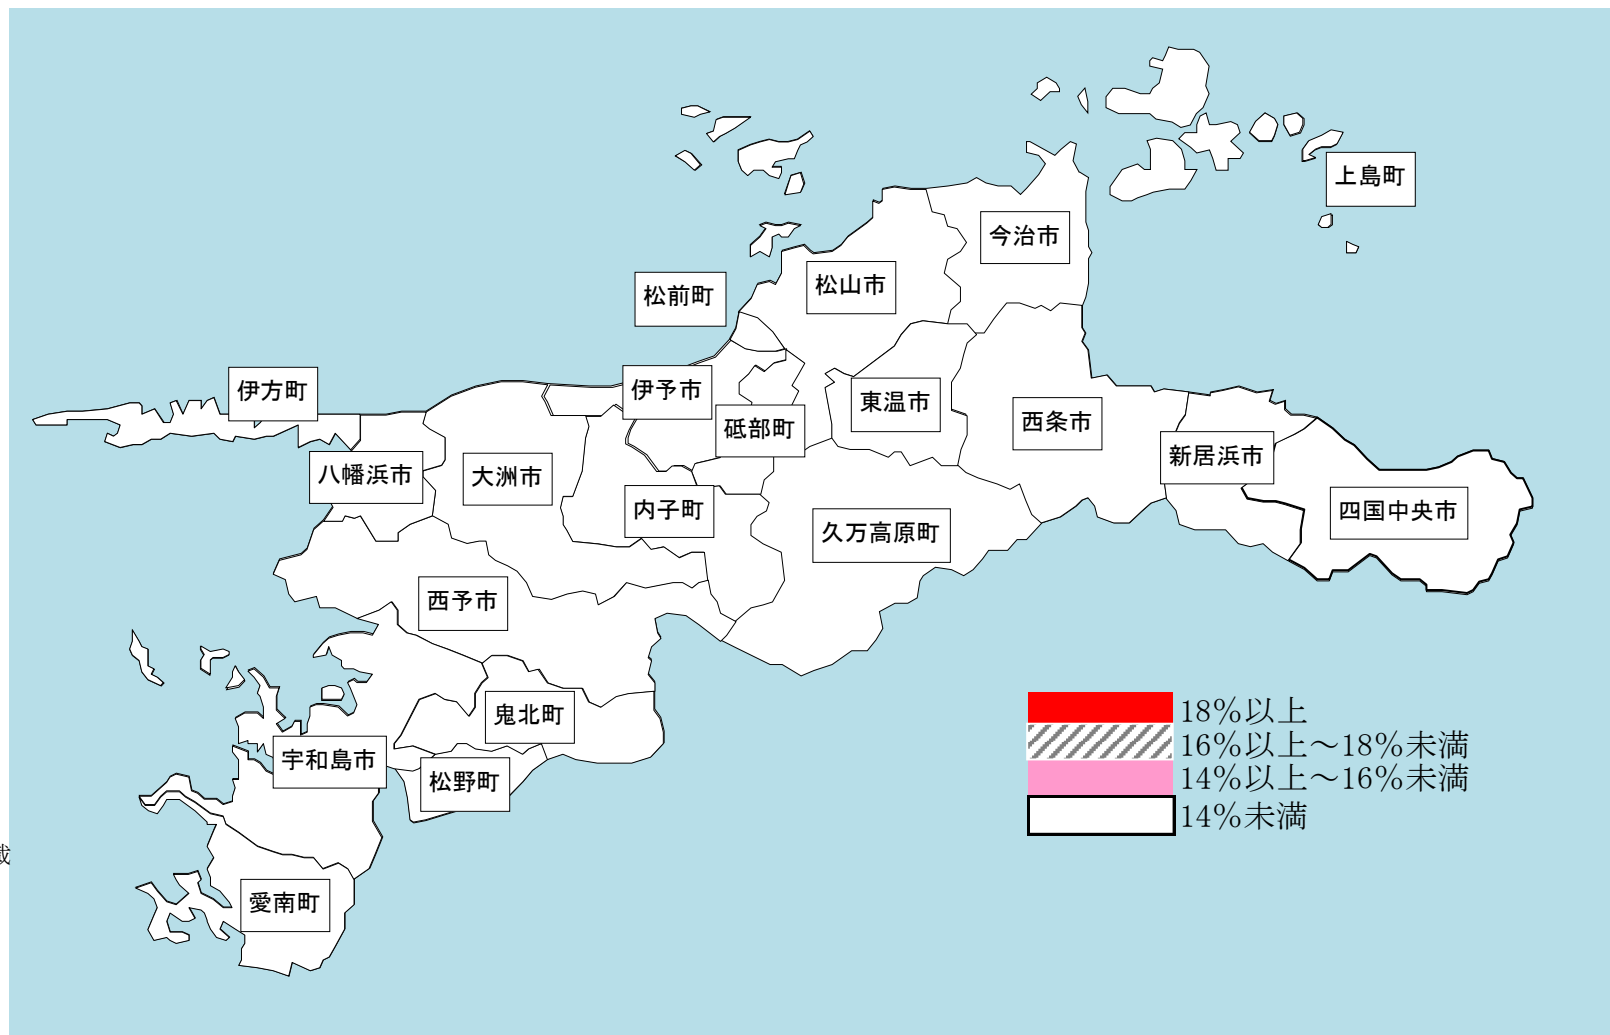 上島町
今治市
松山市
松前町
伊方町
伊予市
東温市
砥部町
西条市
新居浜市
八幡浜市
大洲市
内子町
四国中央市
久万高原町
西予市
鬼北町
宇和島市
松野町
愛南町
18%以上
16%以上～18%未満
14%以上～16%未満
14%未満